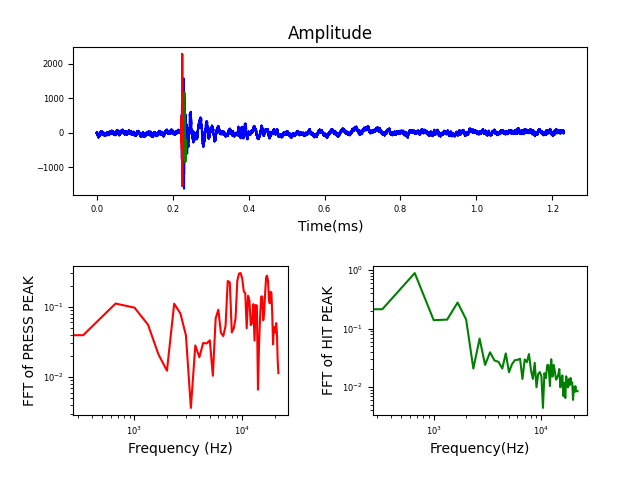 Amplitude
2000
1000
0
−1000
0.0 0.2 0.4 0.6 0.8 1.0 1.2
Time(ms)
FFT of PRESS PEAK
10⁻¹
10⁻²
10³ 10⁴
Frequency (Hz)
FFT of HIT PEAK
10⁰
10⁻¹
10⁻²
10³ 10⁴
Frequency(Hz)